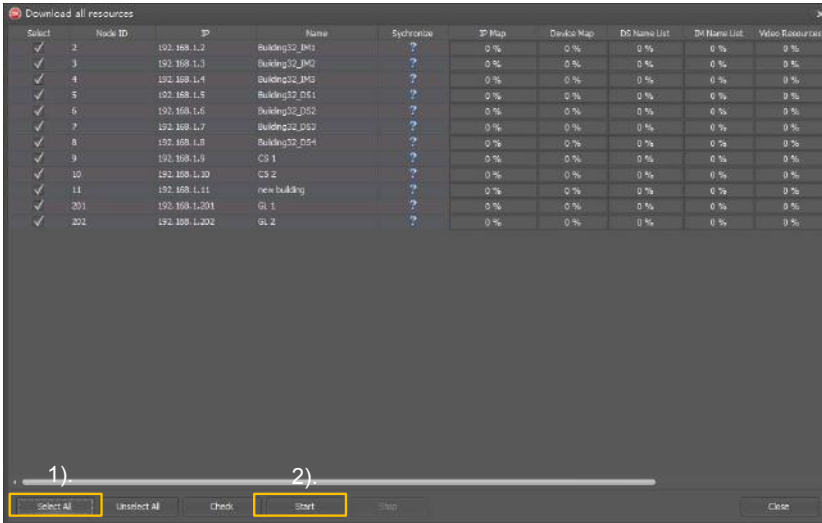 Download all resources
Select Node ID IP Name Sychronize IP Map Device Map DS Name List IM Name List Video Resources
2 192.168.1.2 Building32_IM1 ? 0 % 0 % 0 % 0 % 0 %
3 192.168.1.3 Building32_IM2 ? 0 % 0 % 0 % 0 % 0 %
4 192.168.1.4 Building32_IM3 ? 0 % 0 % 0 % 0 % 0 %
5 192.168.1.5 Building32_DS1 ? 0 % 0 % 0 % 0 % 0 %
6 192.168.1.6 Building32_DS2 ? 0 % 0 % 0 % 0 % 0 %
7 192.168.1.7 Building32_DS3 ? 0 % 0 % 0 % 0 % 0 %
8 192.168.1.8 Building32_DS4 ? 0 % 0 % 0 % 0 % 0 %
9 192.168.1.9 CS 1 ? 0 % 0 % 0 % 0 % 0 %
10 192.168.1.10 CS 2 ? 0 % 0 % 0 % 0 % 0 %
11 192.168.1.11 new building ? 0 % 0 % 0 % 0 % 0 %
201 192.168.1.201 GL 1 ? 0 % 0 % 0 % 0 % 0 %
202 192.168.1.202 GL 2 ? 0 % 0 % 0 % 0 % 0 %
1). 2).
Select All Unselect All Check Start Stop Close